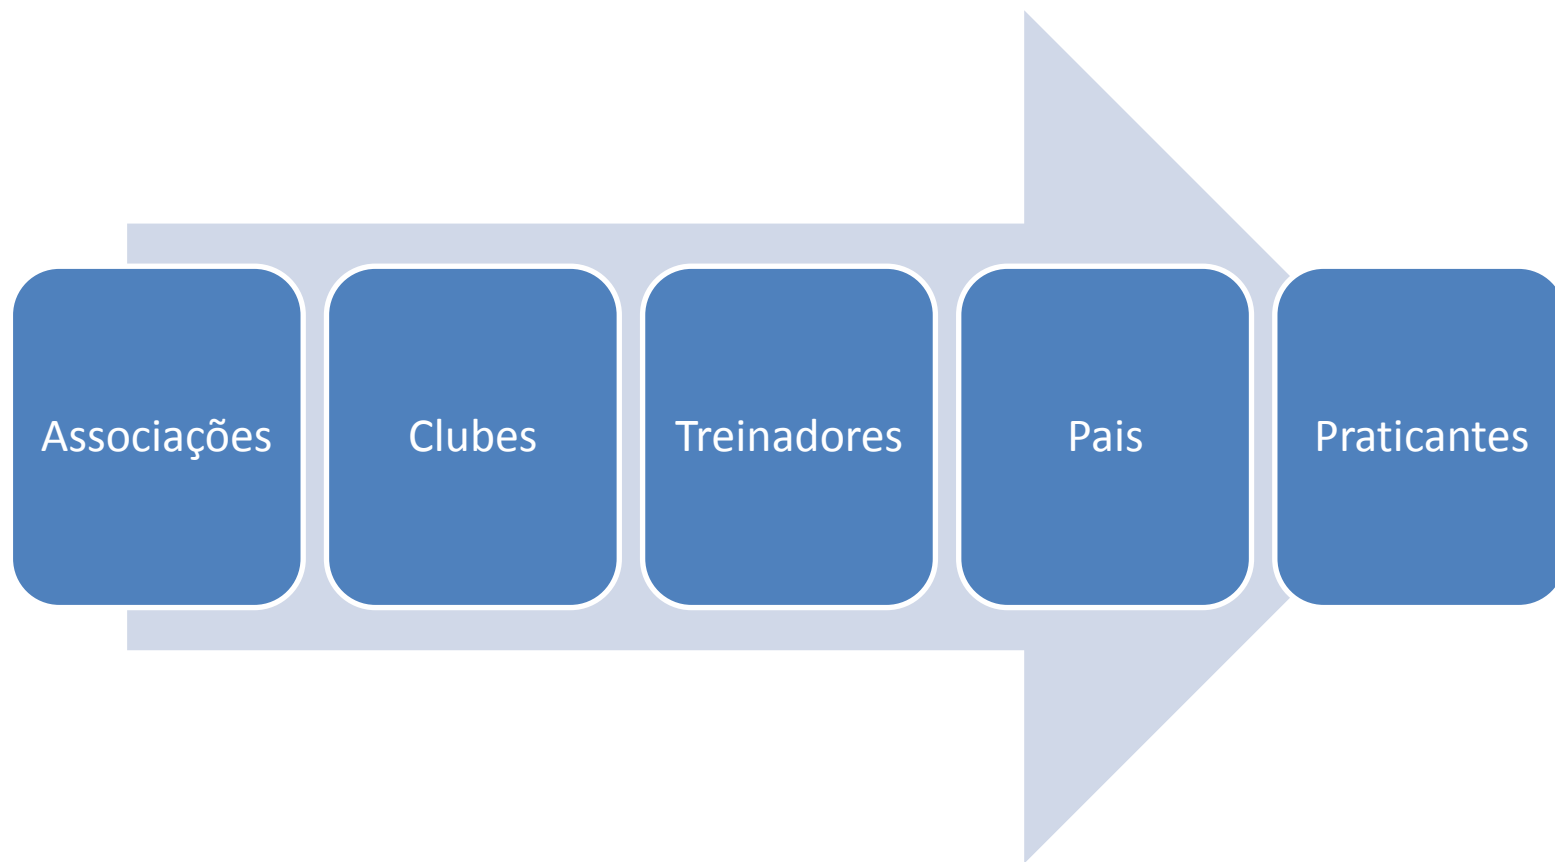 Associações
Clubes
Treinadores
Pais
Praticantes